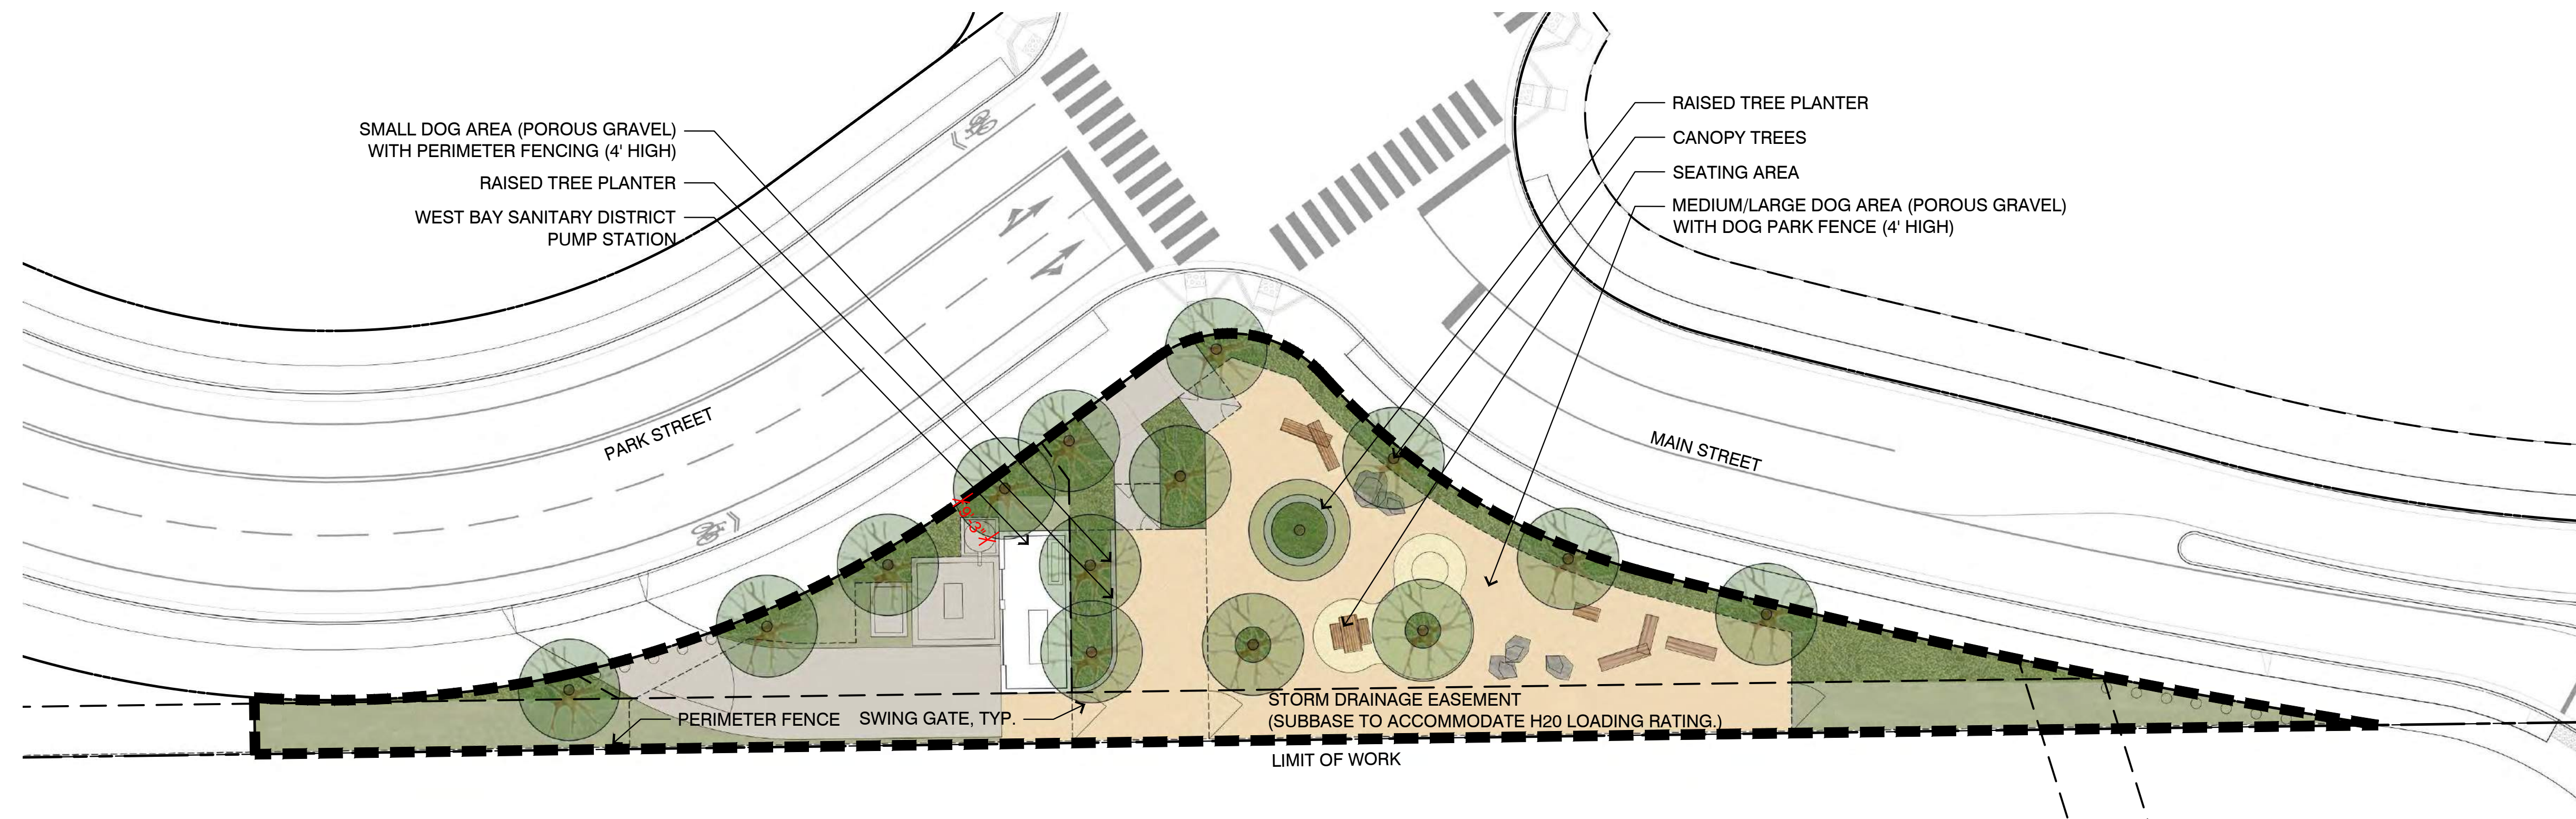 SMALL DOG AREA (POROUS GRAVEL)
WITH PERIMETER FENCING (4' HIGH)
RAISED TREE PLANTER
WEST BAY SANITARY DISTRICT
PUMP STATION
RAISED TREE PLANTER
CANOPY TREES
SEATING AREA
MEDIUM/LARGE DOG AREA (POROUS GRAVEL)
WITH DOG PARK FENCE (4' HIGH)
PARK STREET
MAIN STREET
STORM DRAINAGE EASEMENT
(SUBBASE TO ACCOMMODATE H20 LOADING RATING.)
PERIMETER FENCE
SWING GATE, TYP.
LIMIT OF WORK